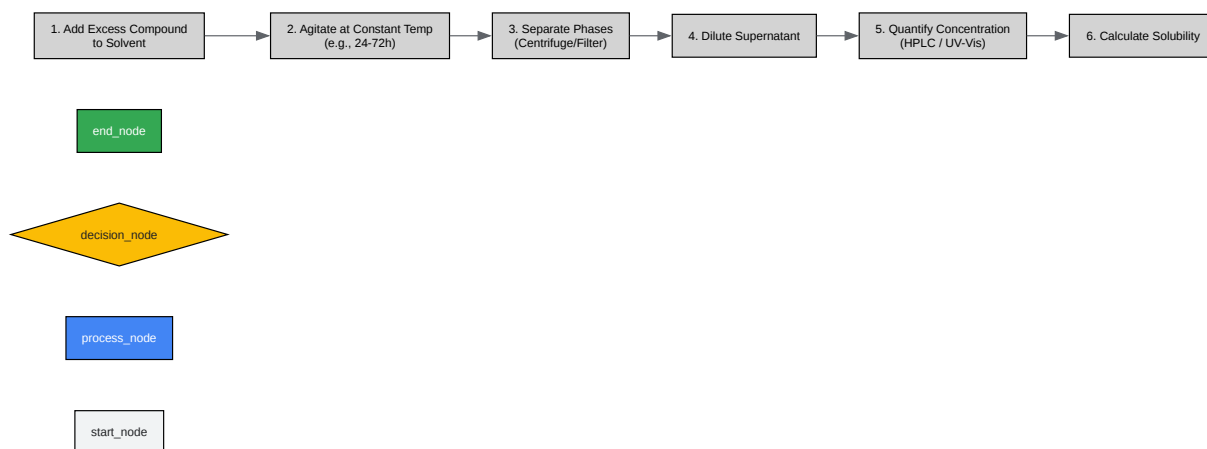 1. Add Excess Compound
to Solvent
2. Agitate at Constant Temp
(e.g., 24-72h)
3. Separate Phases
(Centrifuge/Filter)
4. Dilute Supernatant
5. Quantify Concentration
(HPLC / UV-Vis)
6. Calculate Solubility
end_node
decision_node
process_node
start_node